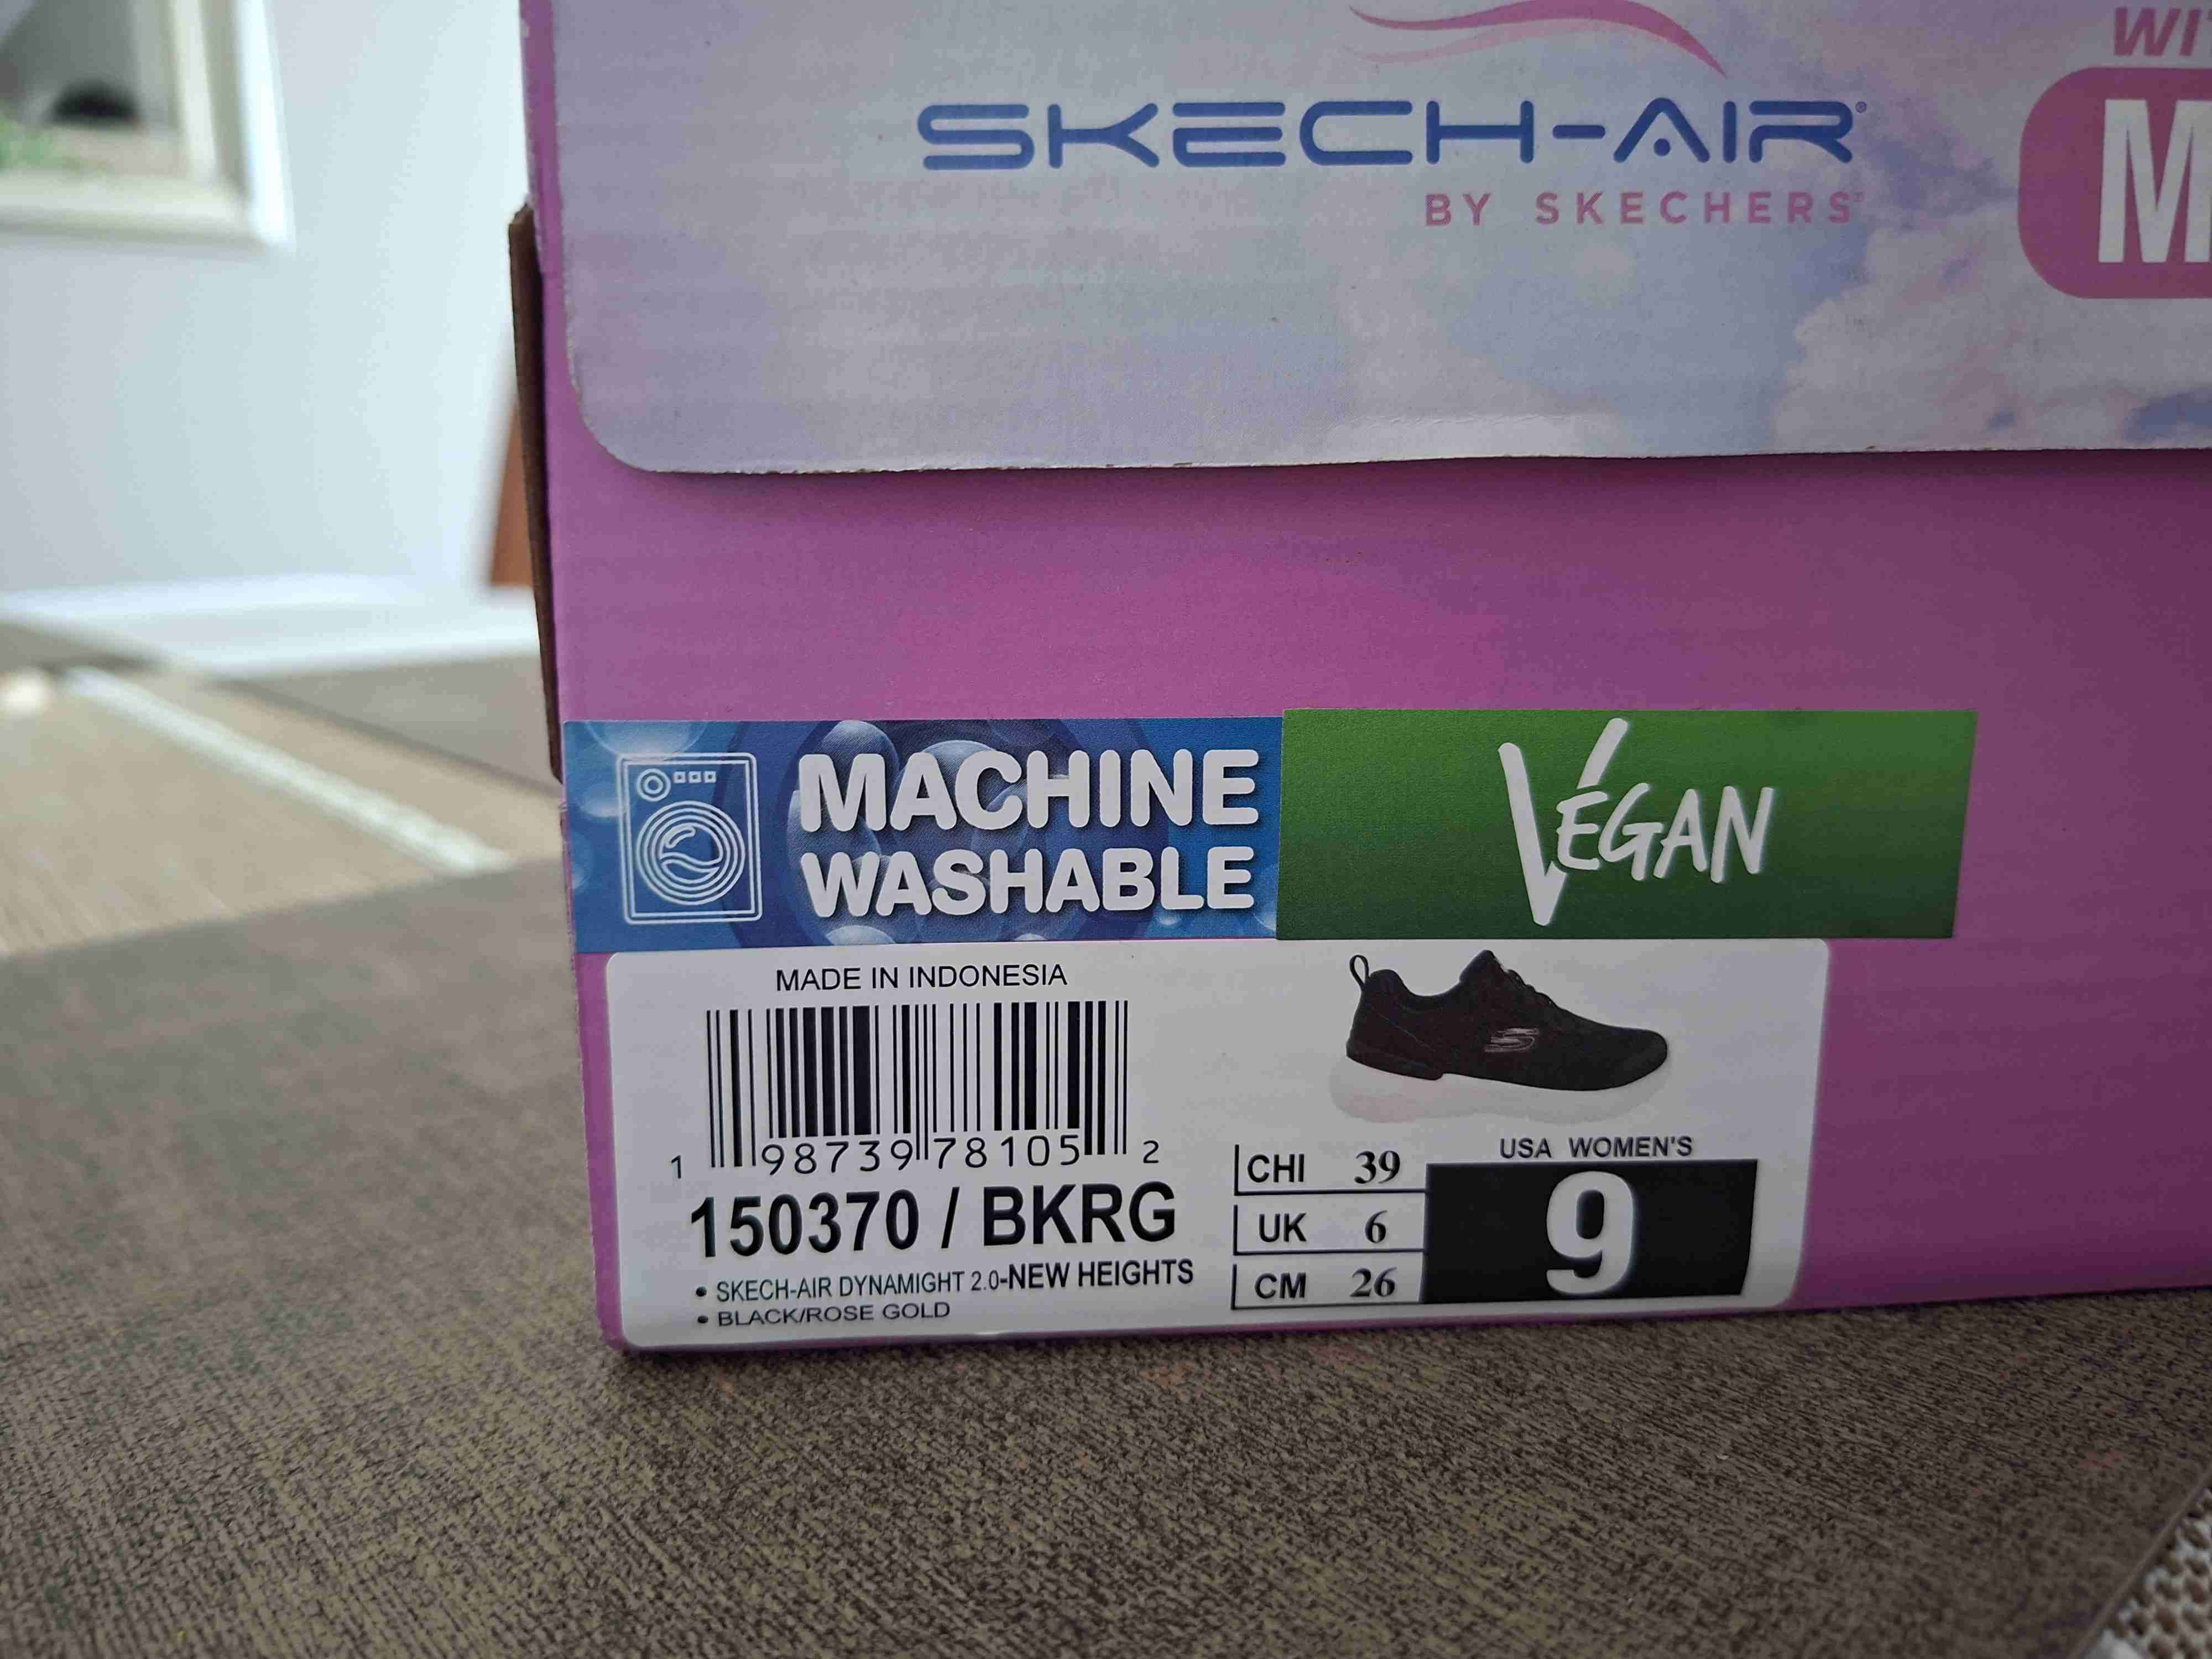 SKECH-AIR®
BY SKECHERS™
MACHINE
WASHABLE
VEGAN
MADE IN INDONESIA
1 98739 78105 2
150370 / BKRG
• SKECH-AIR DYNAMIGHT 2.0-NEW HEIGHTS
• BLACK/ROSE GOLD
CHI 39
UK 6
CM 26
USA WOMEN'S
9